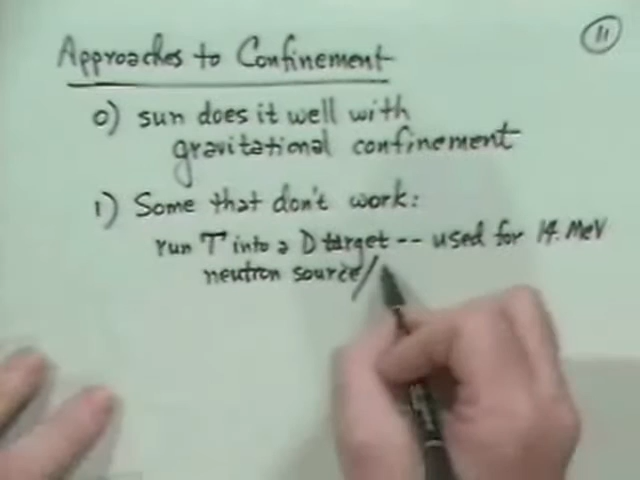 11
Approaches to Confinement
0) sun does it well with
gravitational confinement
1) Some that don't work:
run T into a D target -- used for 14 MeV
neutron source/